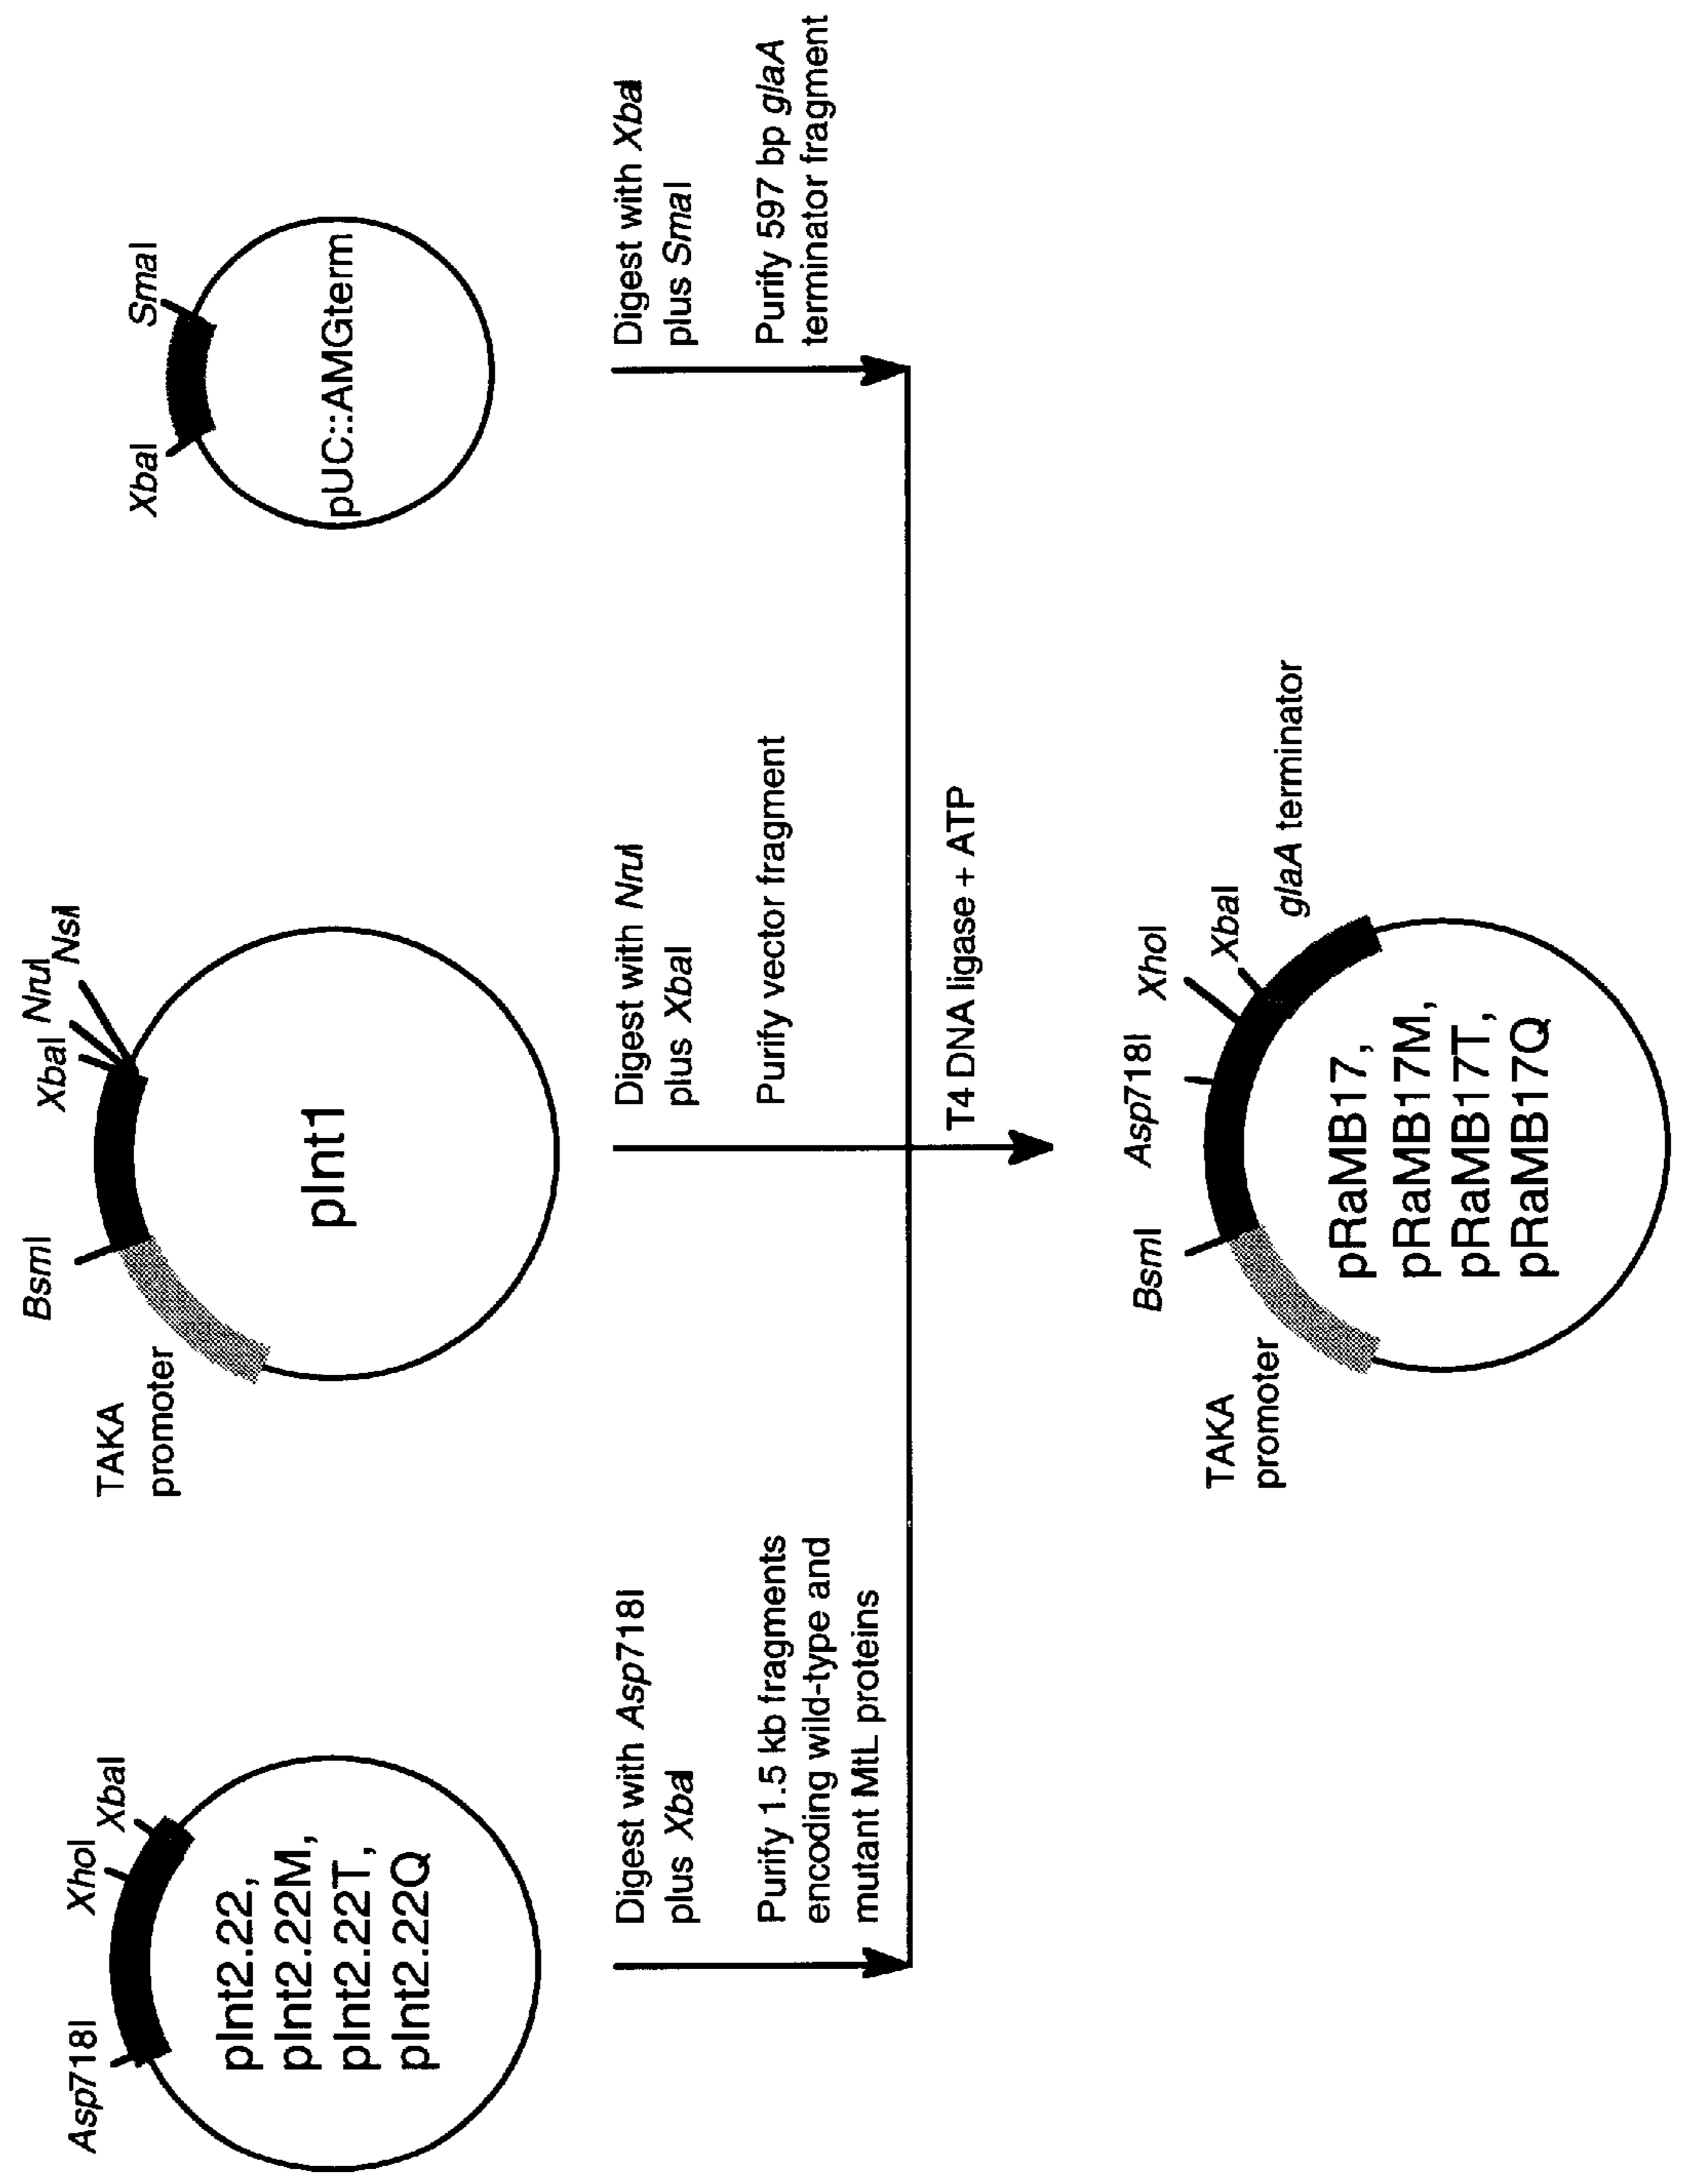 Asp718I
XhoI
XbaI
pInt2.22,
pInt2.22M,
pInt2.22T,
pInt2.22Q
BsmI
XbaI
NruI
NsiI
TAKA
promoter
pInt1
XbaI
SmaI
pUC::AMGterm
Digest with Asp718I
plus XbaI
Purify 1.5 kb fragments
encoding wild-type and
mutant MtL proteins
Digest with NruI
plus XbaI
Purify vector fragment
Digest with XbaI
plus SmaI
Purify 597 bp glaA
terminator fragment
T4 DNA ligase + ATP
BsmI
Asp718I
XhoI
XbaI
glaA terminator
TAKA
promoter
pRaMB17,
pRaMB17M,
pRaMB17T,
pRaMB17Q